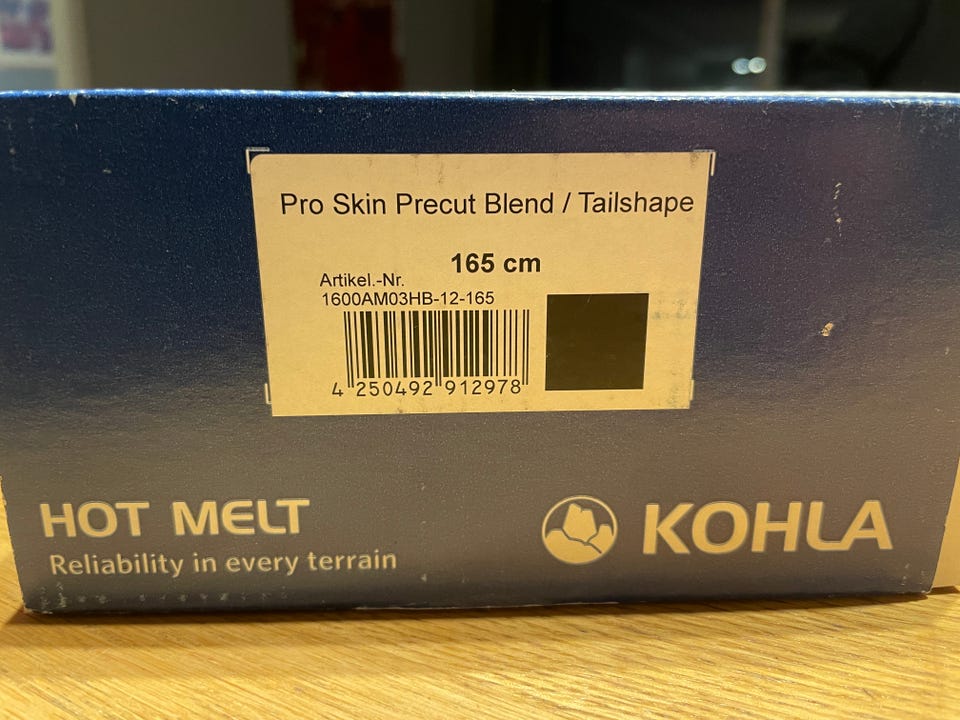 Pro Skin Precut Blend / Tailshape
165 cm
Artikel.-Nr.
1600AM03HB-12-165
4 250492 912978
HOT MELT
Reliability in every terrain
KOHLA